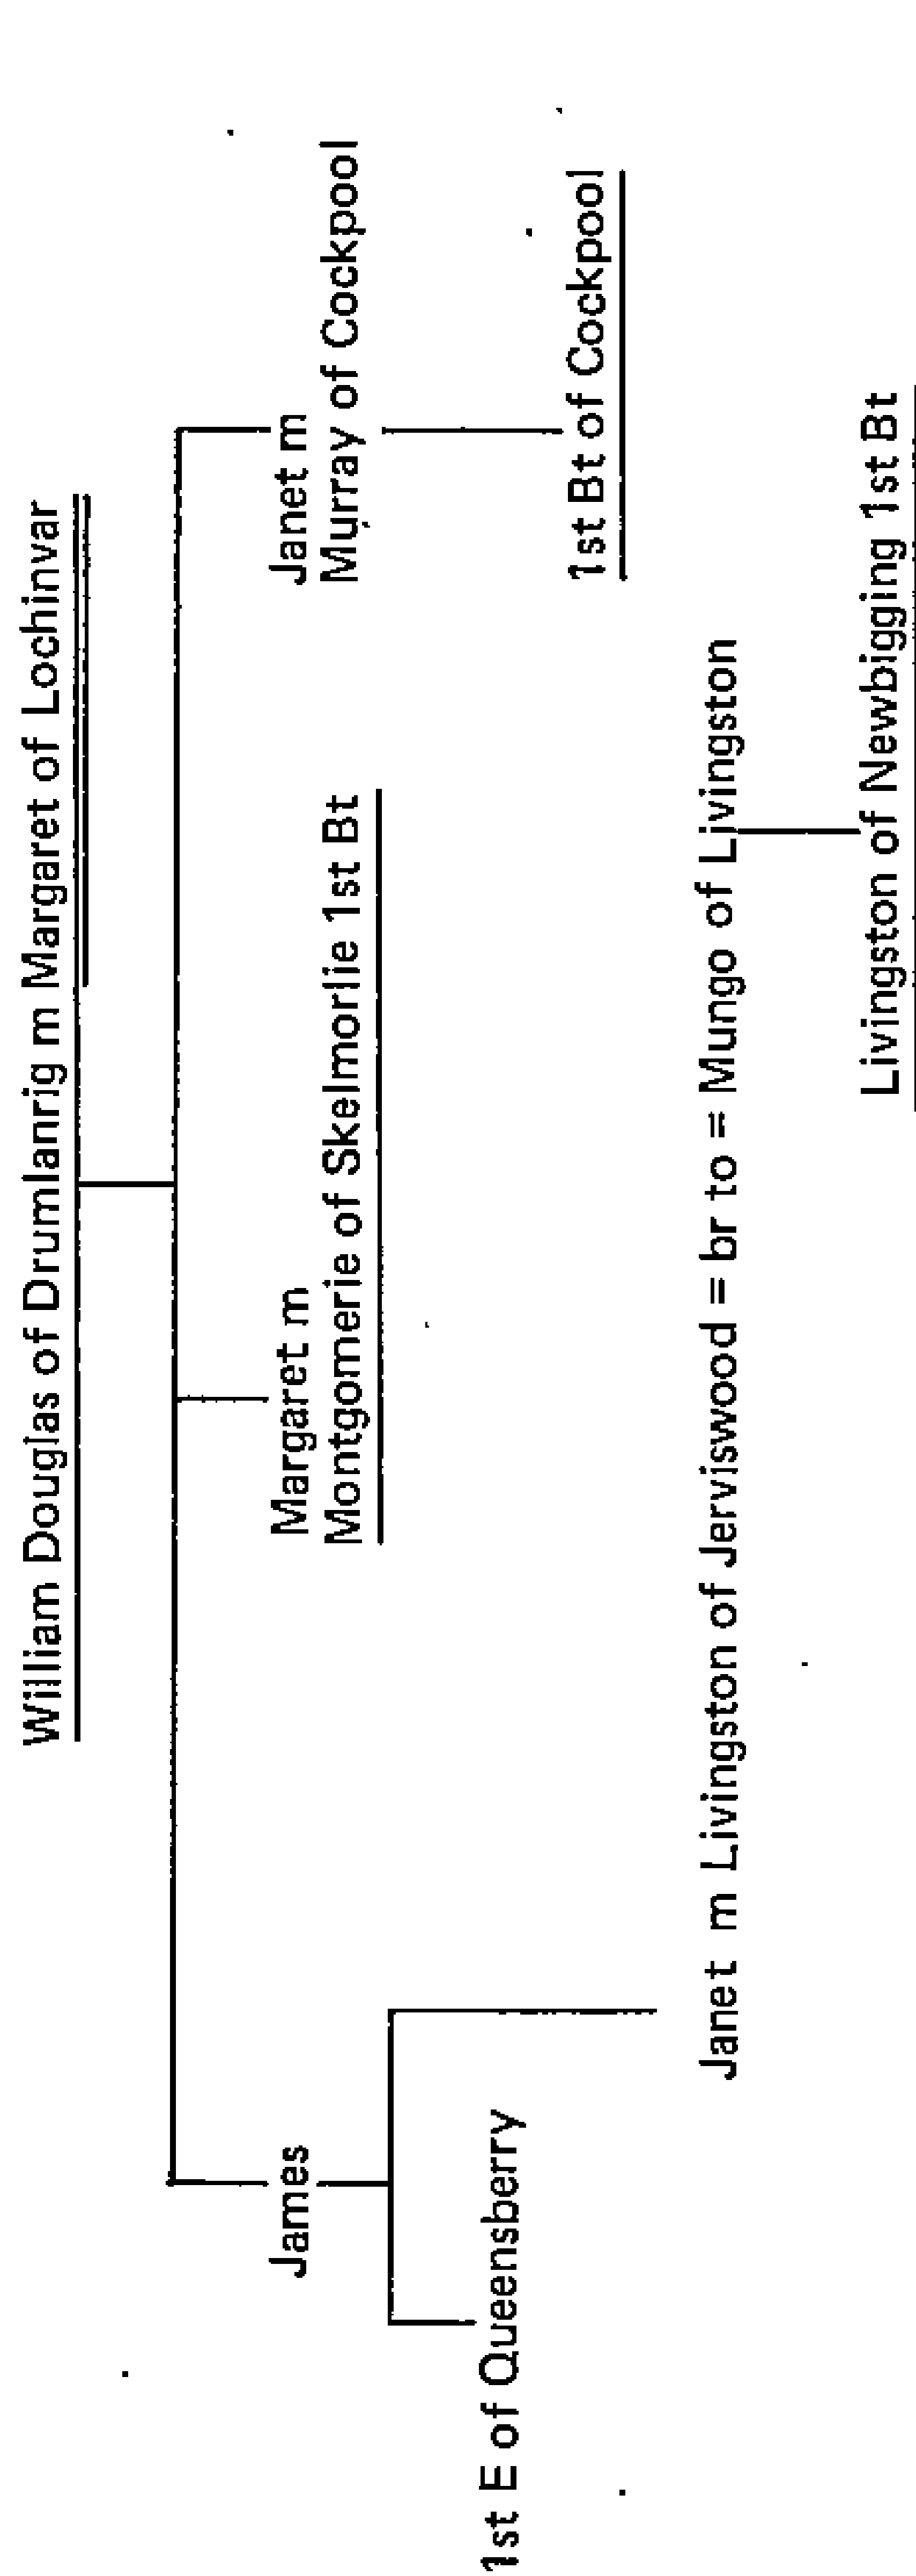 William Douglas of Drumlanrig m Margaret of Lochinvar
James
Margaret m
Montgomerie of Skelmorlie 1st Bt
Janet m
Murray of Cockpool
1st E of Queensberry
1st Bt of Cockpool
Janet m Livingston of Jerviswood = br to = Mungo of Livingston
Livingston of Newbigging 1st Bt